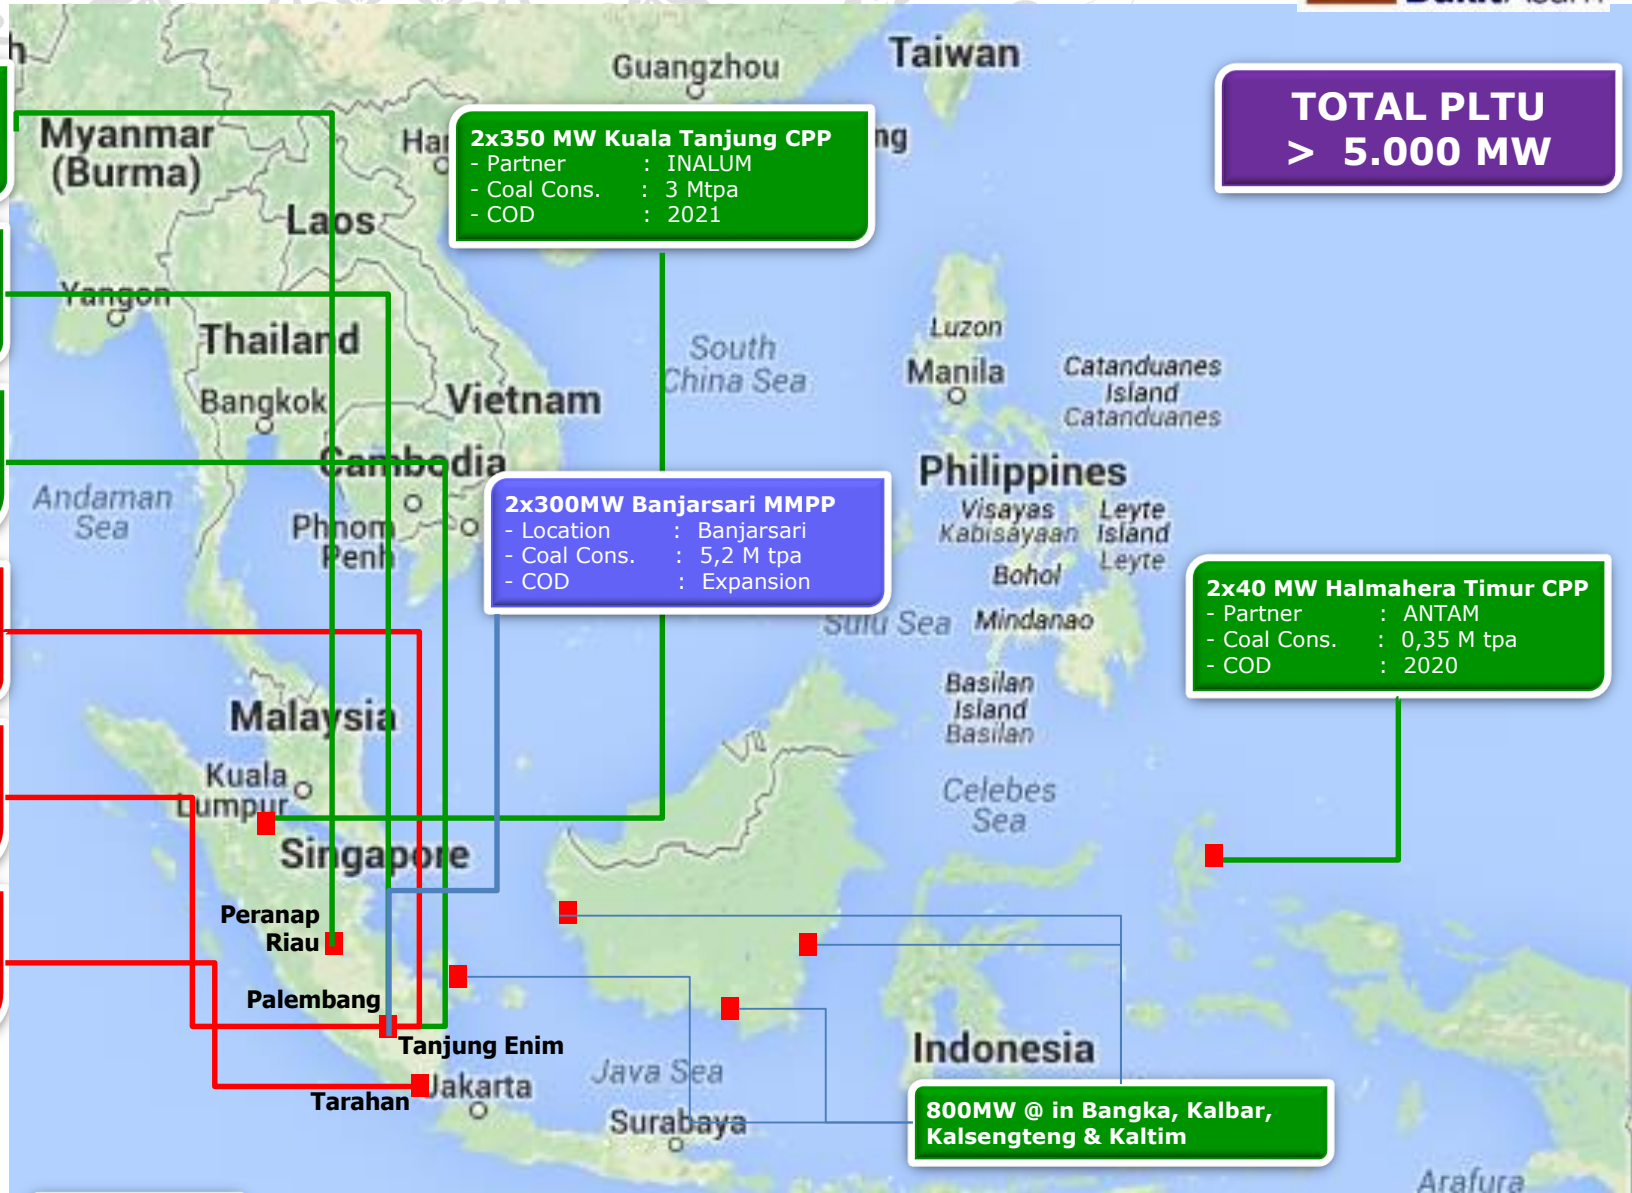 Taiwan
Guangzhou
TOTAL PLTU
> 5.000 MW
Myanmar
(Burma)
2x350 MW Kuala Tanjung CPP
- Partner : INALUM
- Coal Cons. : 3 Mtpa
- COD : 2021
Laos
Yangon
Thailand
Bangkok
Vietnam
South
China Sea
Luzon
Manila
Catanduanes
Island
Catanduanes
Cambodia
Phnom
Penh
Andaman
Sea
Philippines
Visayas
Kabisayaan
Leyte
Island
Leyte
Bohol
Mindanao
2x300MW Banjarsari MMPP
- Location : Banjarsari
- Coal Cons. : 5,2 M tpa
- COD : Expansion
Sulu Sea
2x40 MW Halmahera Timur CPP
- Partner : ANTAM
- Coal Cons. : 0,35 M tpa
- COD : 2020
Basilan
Island
Basilan
Malaysia
Kuala
Lumpur
Celebes
Sea
Singapore
Peranap
Riau
Palembang
Tanjung Enim
Tarahan
Jakarta
Java Sea
Surabaya
Indonesia
800MW @ in Bangka, Kalbar,
Kalsengteng & Kaltim
Arafura